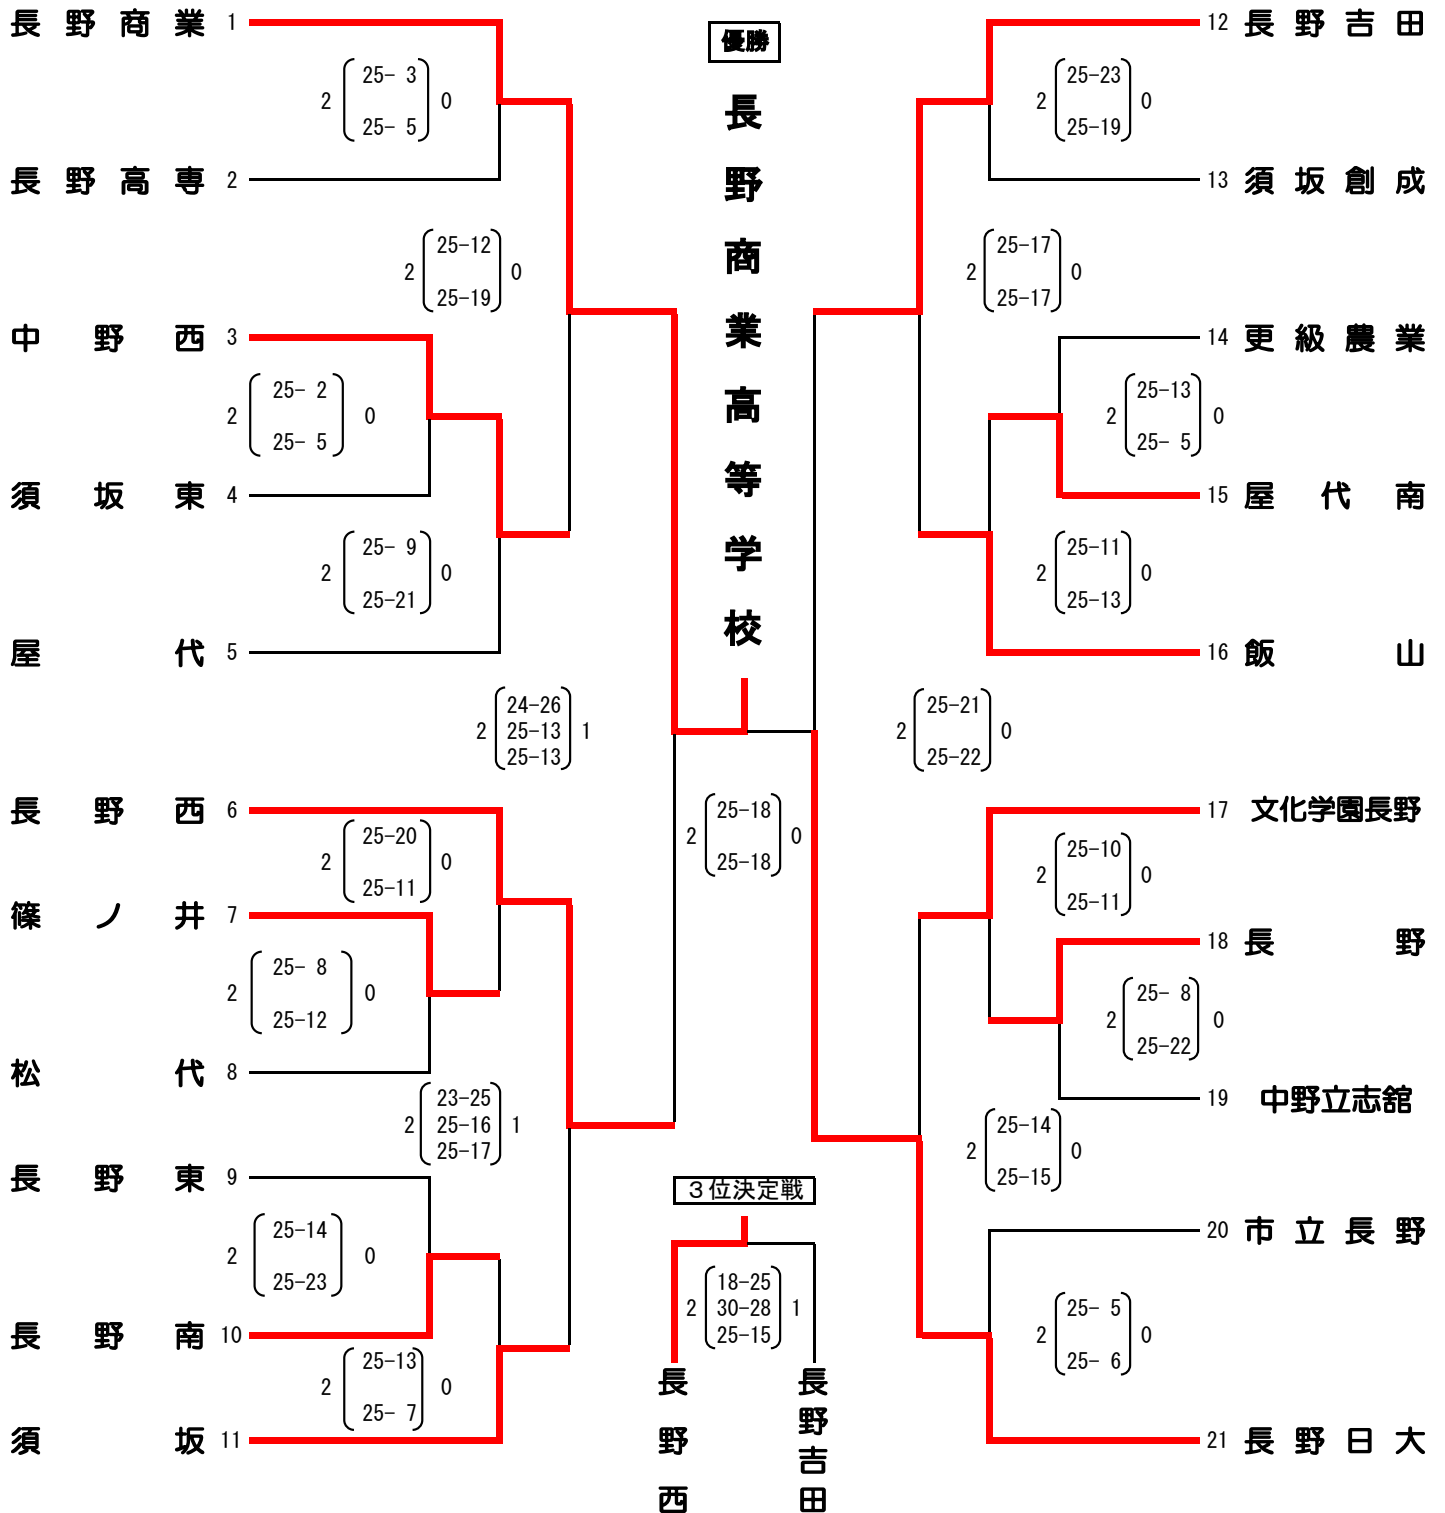 優勝
長野商業高等学校
長野商業 1
2 25- 3 0
25- 5
長野高専 2
2 25-12 0
25-19
中野西 3
2 25- 2 0
25- 5
須坂東 4
2 25- 9 0
25-21
屋代 5
2 24-26 1
25-13
25-13
長野西 6
2 25-20 0
25-11
篠ノ井 7
2 25- 8 0
25-12
松代 8
2 23-25 1
25-16
25-17
長野東 9
2 25-14 0
25-23
長野南 10
2 25-13 0
25- 7
須坂 11
2 25-18 0
25-18
3位決定戦
2 18-25 1
30-28
25-15
長野西
長野吉田
12 長野吉田
2 25-23 0
25-19
13 須坂創成
2 25-17 0
25-17
14 更級農業
2 25-13 0
25- 5
15 屋代南
2 25-11 0
25-13
16 飯山
2 25-21 0
25-22
17 文化学園長野
2 25-10 0
25-11
18 長野
2 25- 8 0
25-22
19 中野立志舘
2 25-14 0
25-15
20 市立長野
2 25- 5 0
25- 6
21 長野日大